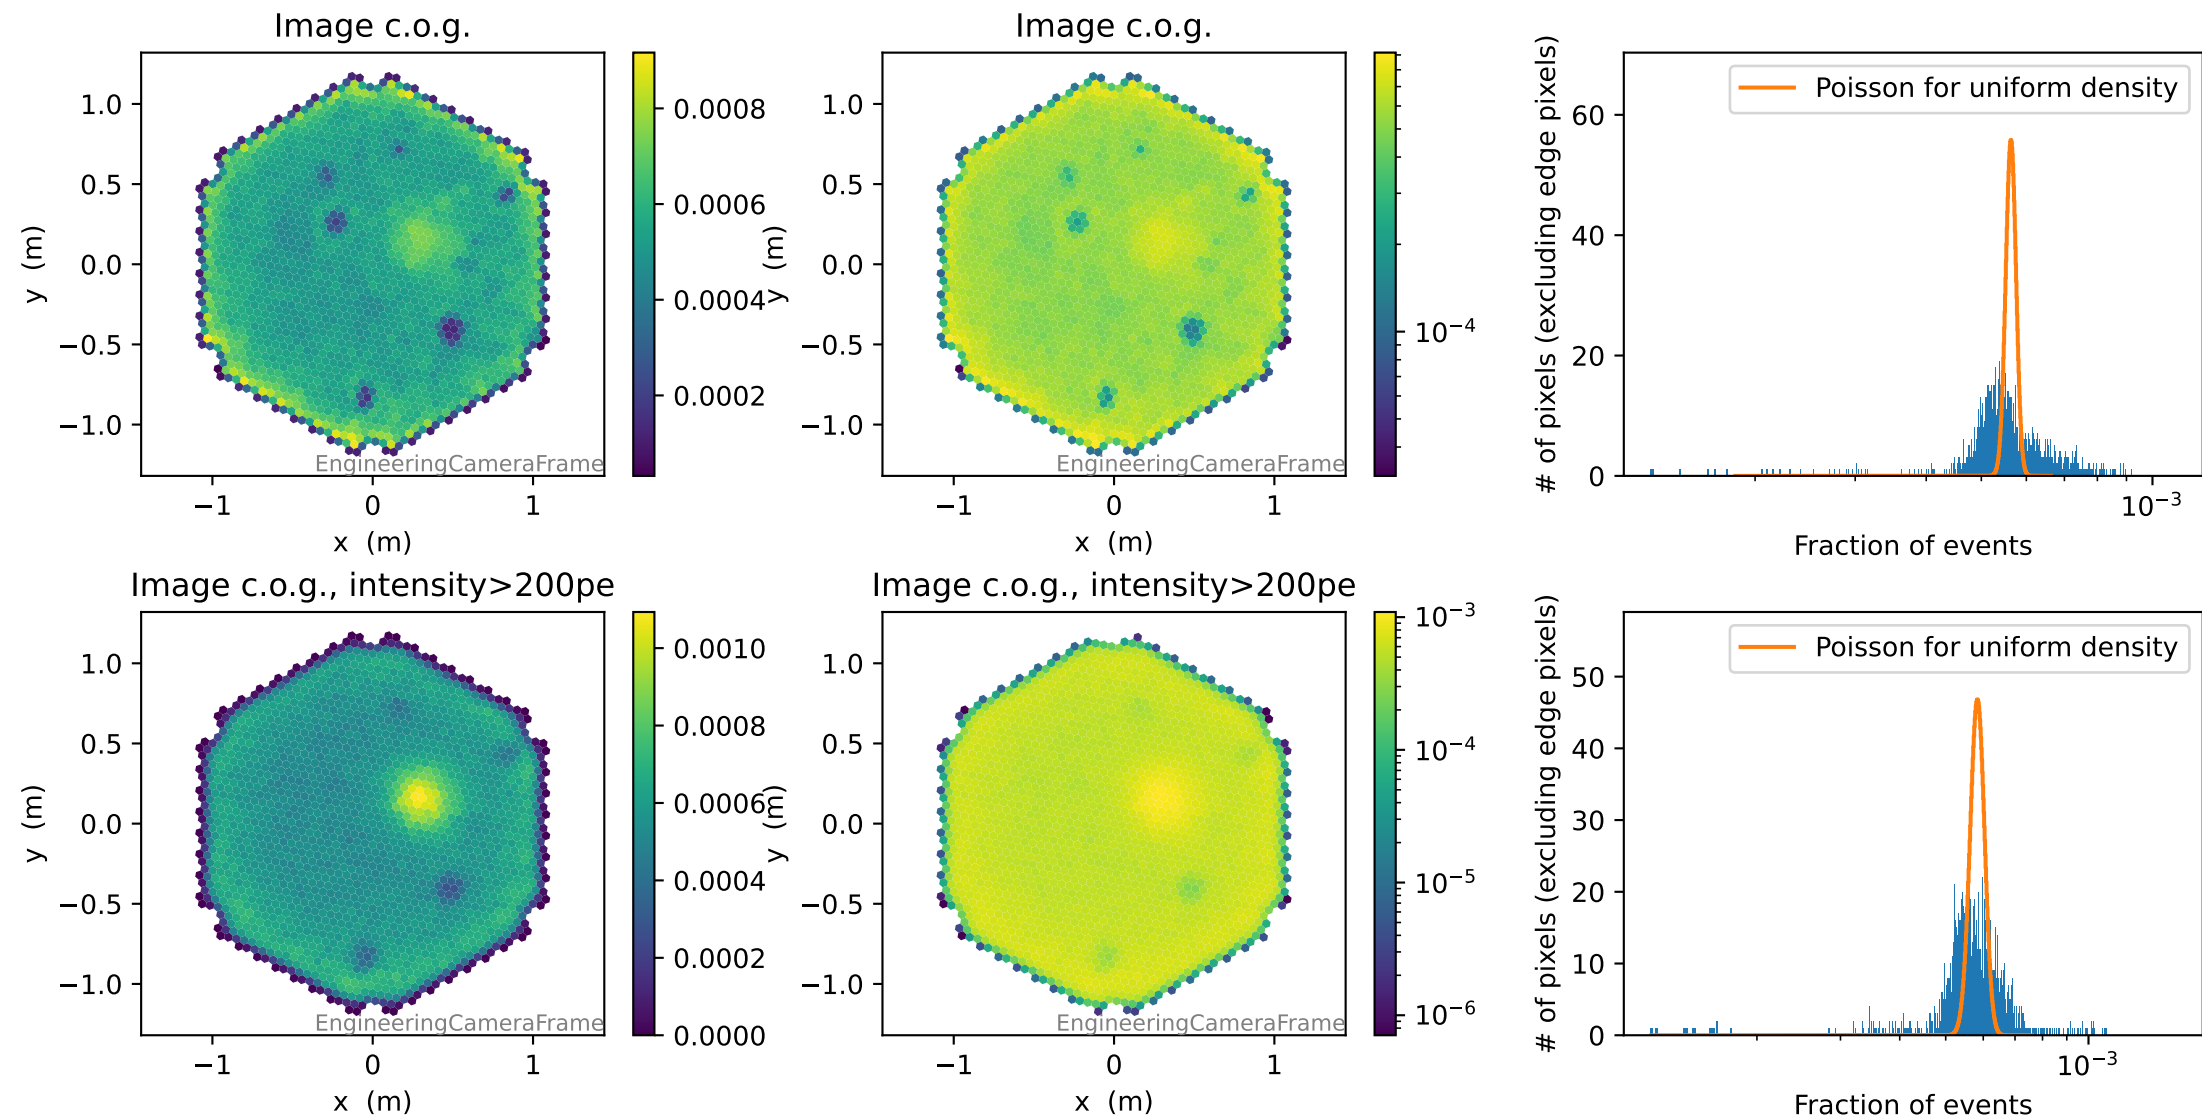 Image c.o.g.
1.0
0.5
0.0
−0.5
−1.0
y (m)
−1
0
1
x (m)
EngineeringCameraFrame
0.0008
0.0006
0.0004
0.0002
Image c.o.g.
1.0
0.5
0.0
−0.5
−1.0
y (m)
−1
0
1
x (m)
EngineeringCameraFrame
10−4
# of pixels (excluding edge pixels)
60
40
20
0
Poisson for uniform density
10−3
Fraction of events
Image c.o.g., intensity>200pe
1.0
0.5
0.0
−0.5
−1.0
y (m)
−1
0
1
x (m)
EngineeringCameraFrame
0.0010
0.0008
0.0006
0.0004
0.0002
0.0000
Image c.o.g., intensity>200pe
1.0
0.5
0.0
−0.5
−1.0
y (m)
−1
0
1
x (m)
EngineeringCameraFrame
10−3
10−4
10−5
10−6
# of pixels (excluding edge pixels)
50
40
30
20
10
0
Poisson for uniform density
10−3
Fraction of events